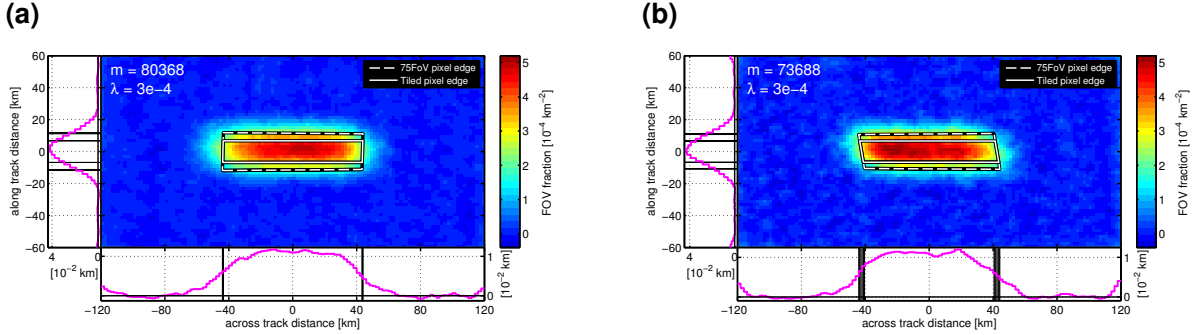 (a)
60
40
20
0
−20
−40
−60
along track distance [km]
m = 80368
λ = 3e−4
75FoV pixel edge
Tiled pixel edge
5
4
3
2
1
0
FOV fraction [10⁻⁴ km⁻²]
4 0
[10⁻² km]
1
0
[10⁻² km]
−120 −80 −40 0 40 80 120
across track distance [km]
(b)
60
40
20
0
−20
−40
−60
along track distance [km]
m = 73688
λ = 3e−4
75FoV pixel edge
Tiled pixel edge
5
4
3
2
1
0
FOV fraction [10⁻⁴ km⁻²]
4 0
[10⁻² km]
1
0
[10⁻² km]
−120 −80 −40 0 40 80 120
across track distance [km]